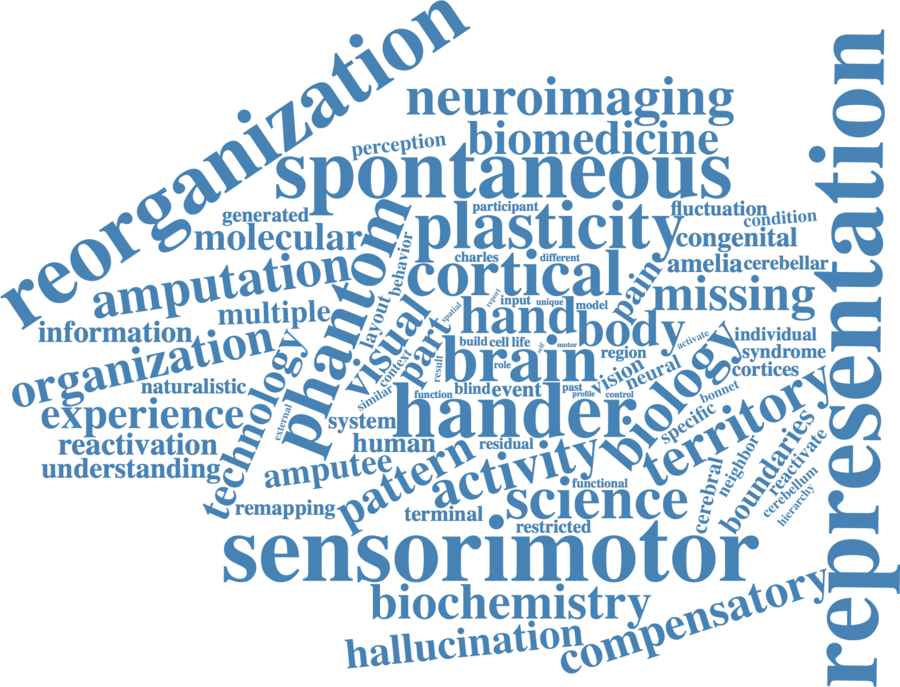 reorganization
neuroimaging
representation
perception
biomedicine
spontaneous
generated
participant
fluctuation
condition
molecular
phantom
plasticity
congenital
behavior
charles
different
amputation
cortical
pain
amelia
cerebellar
multiple
layout
visual
spatial
report
input
unique
model
missing
information
hand
body
organization
technology
context
part
build
cell
life
self
motor
activate
individual
brain
region
syndrome
naturalistic
result
role
vision
neural
biology
cortices
similar
function
blind
event
past
profile
control
bonnet
experience
external
system
hander
specific
territory
reactivation
human
residual
neighbor
boundaries
understanding
amputee
pattern
activity
functional
cerebral
reactivate
cerebellum
hierarchy
remapping
terminal
science
restricted
sensorimotor
biochemistry
hallucination
compensatory